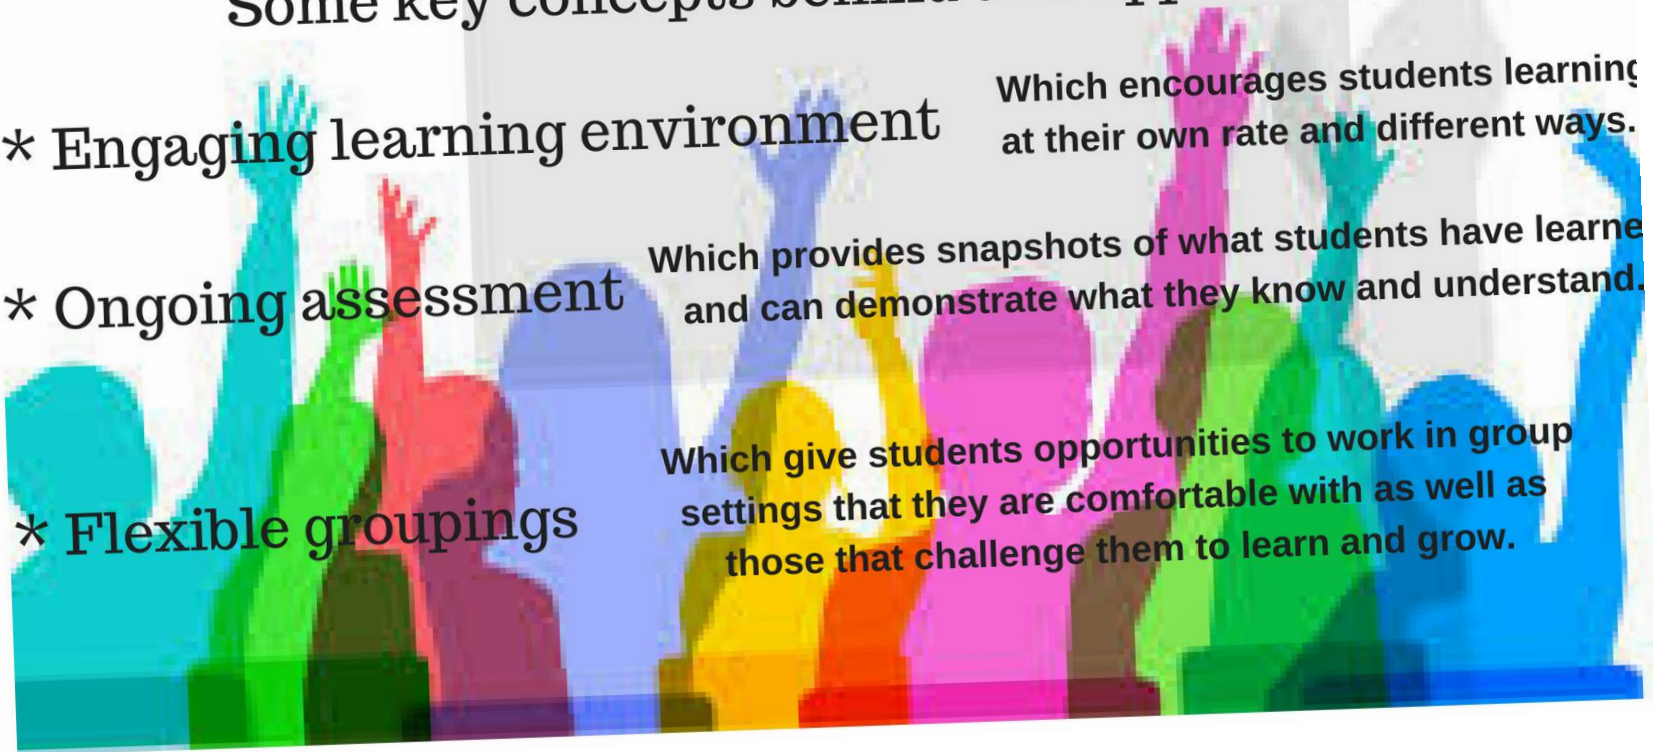 Some key concepts behind
* Engaging learning environment
Which encourages students learning
at their own rate and different ways.
* Ongoing assessment
Which provides snapshots of what students have learne
and can demonstrate what they know and understand.
* Flexible groupings
Which give students opportunities to work in group
settings that they are comfortable with as well as
those that challenge them to learn and grow.